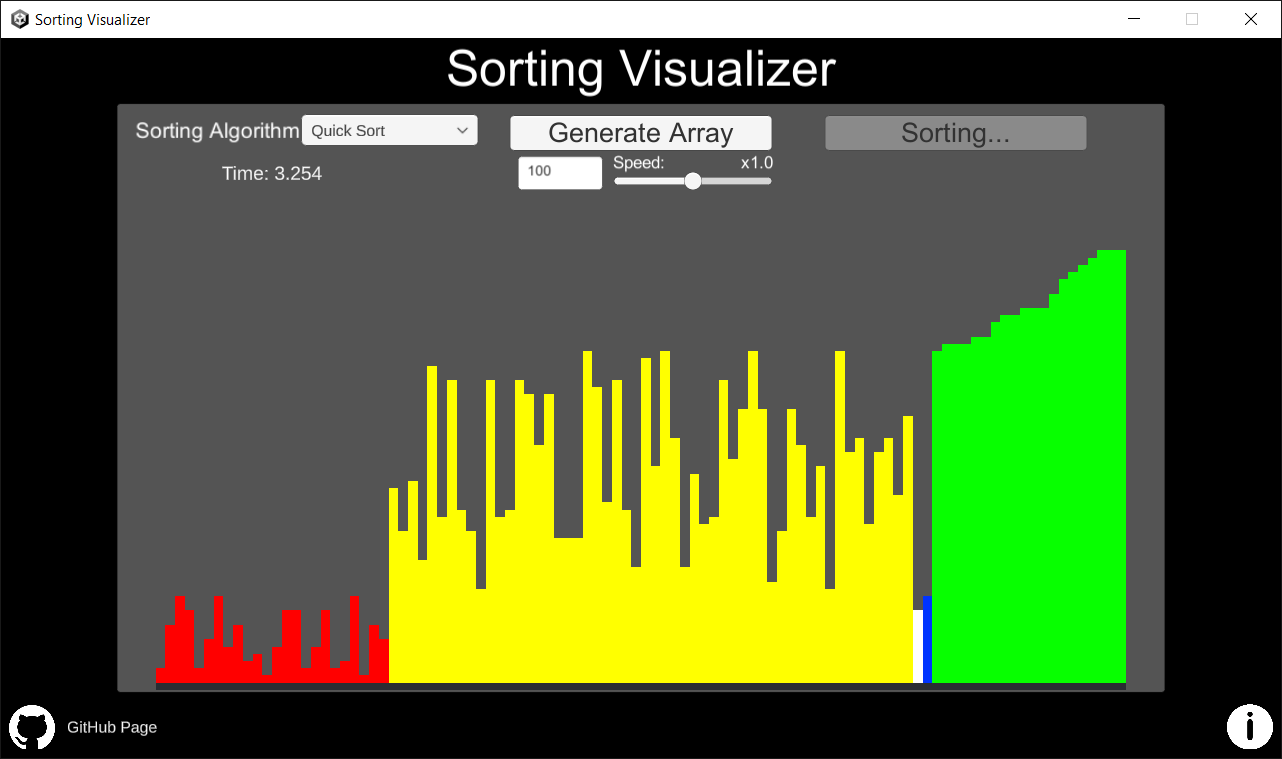 Sorting Visualizer
Sorting Visualizer
Sorting Algorithm Quick Sort
Generate Array
Sorting...
Time: 3.254
100
Speed: x1.0
GitHub Page